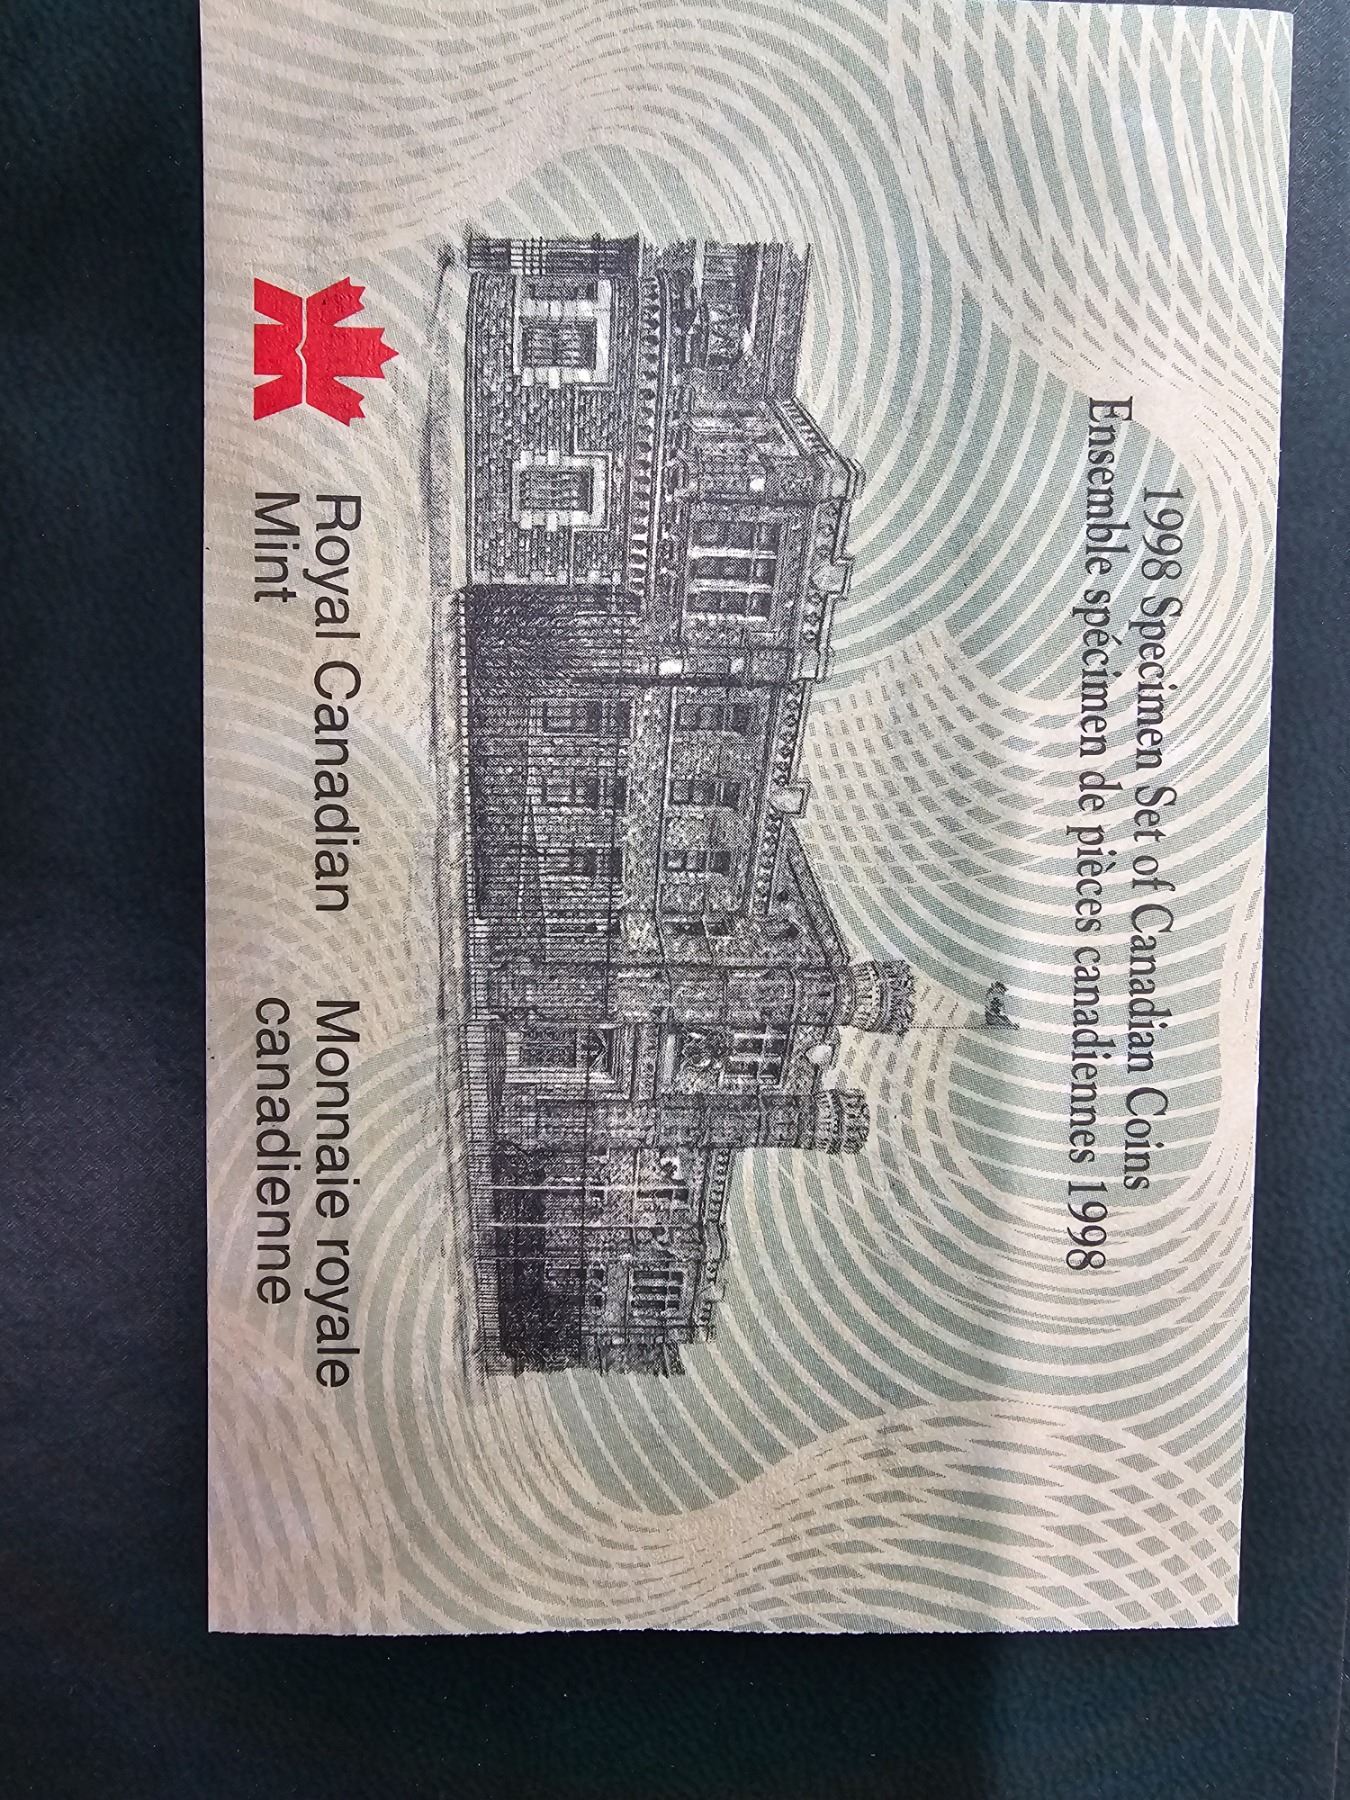 1998 Specimen Set of Canadian Coins
Ensemble spécimen de pièces canadiennes 1998
Royal Canadian
Mint
Monnaie royale
canadienne